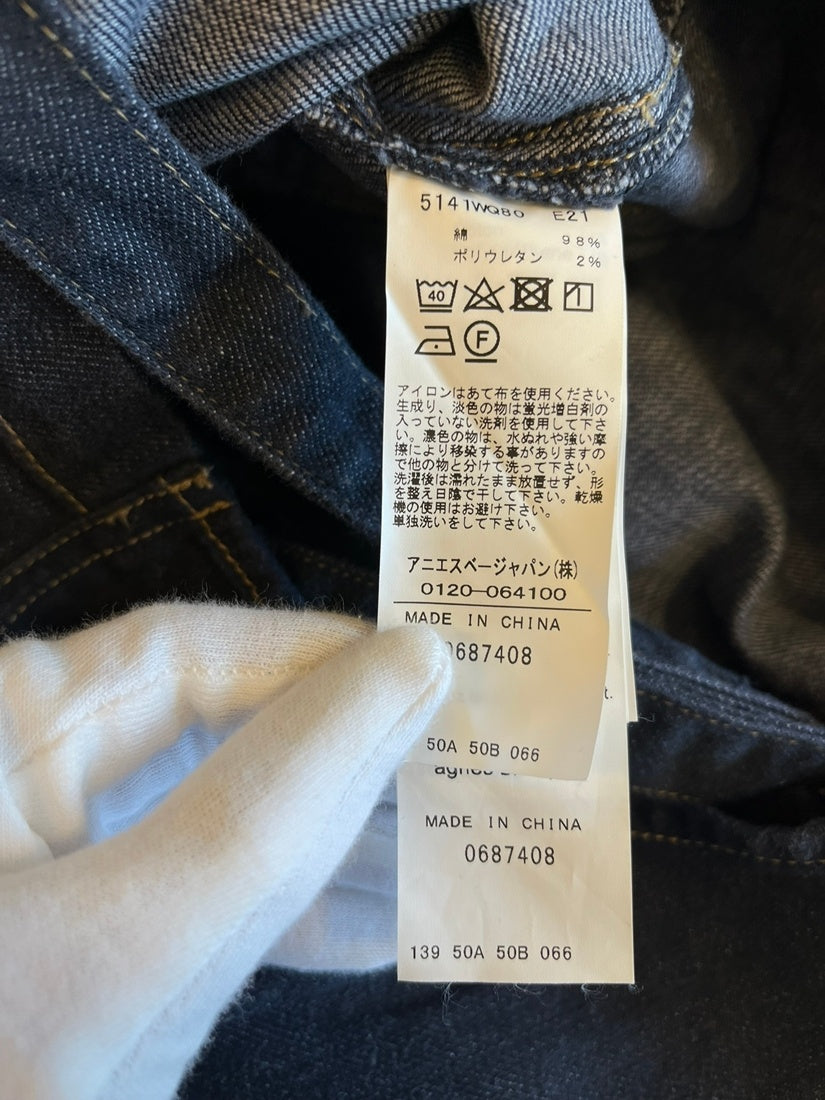 5141WQ80 E21
綿 98%
ポリウレタン 2%
40
F
アイロンはあて布を使用ください。
生成り、淡色の物は蛍光増白剤の
入っていない洗剤を使用して下さ
い。濃色の物は、水ぬれや強い摩
擦により移染する事がありますの
で他の物と分けて洗って下さい。
洗濯後は濡れたまま放置せず、形
を整え日陰で干して下さい。乾燥
機の使用はお避け下さい。
単独洗いをして下さい。
アニエスベージャパン(株)
0120-064100
MADE IN CHINA
0687408
t.
50A 50B 066
MADE IN CHINA
0687408
139 50A 50B 066